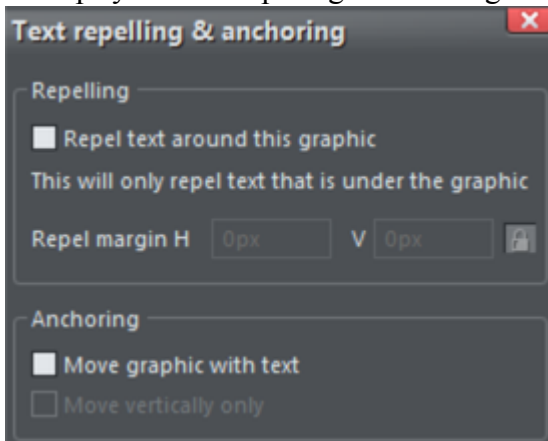 Text repelling & anchoring
Repelling
Repel text around this graphic
This will only repel text that is under the graphic
Repel margin H 0px V 0px
Anchoring
Move graphic with text
Move vertically only